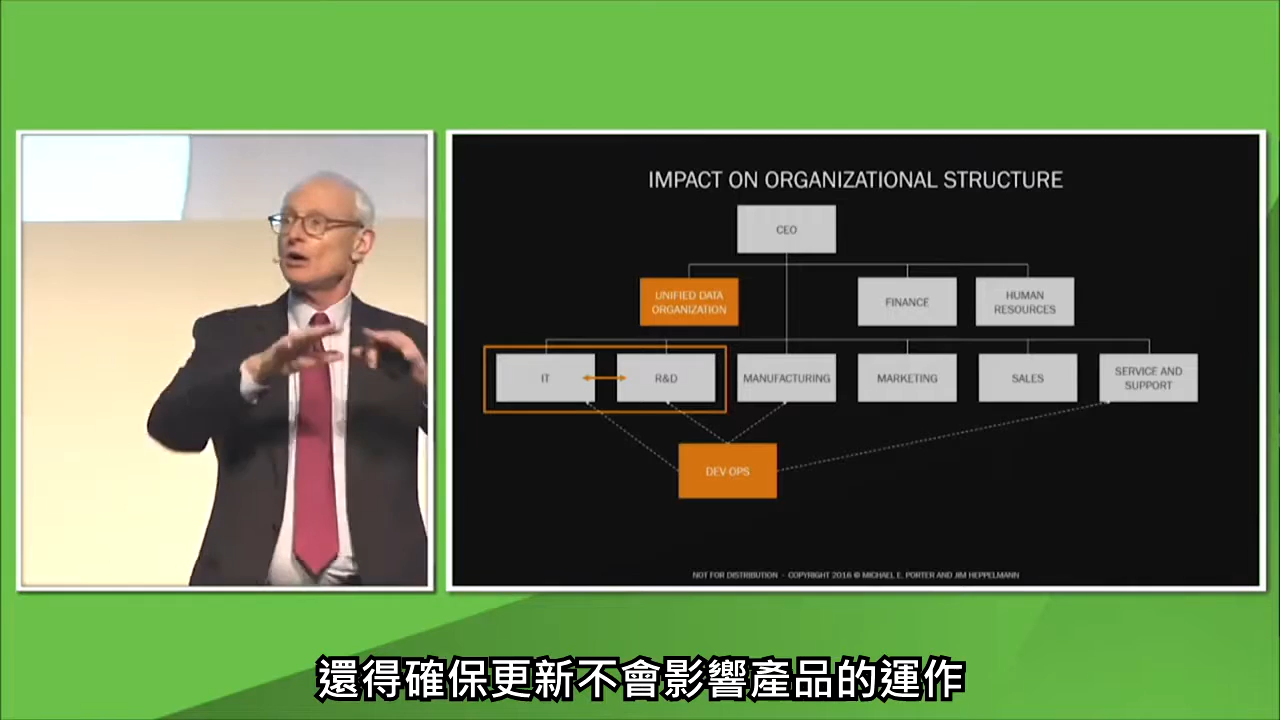 IMPACT ON ORGANIZATIONAL STRUCTURE
CEO
UNIFIED DATA
ORGANIZATION
FINANCE
HUMAN
RESOURCES
IT
R&D
MANUFACTURING
MARKETING
SALES
SERVICE AND
SUPPORT
DEV OPS
NOT FOR DISTRIBUTION - COPYRIGHT 2016 © MICHAEL E. PORTER AND JIM HEPPELMANN
還得確保更新不會影響產品的運作